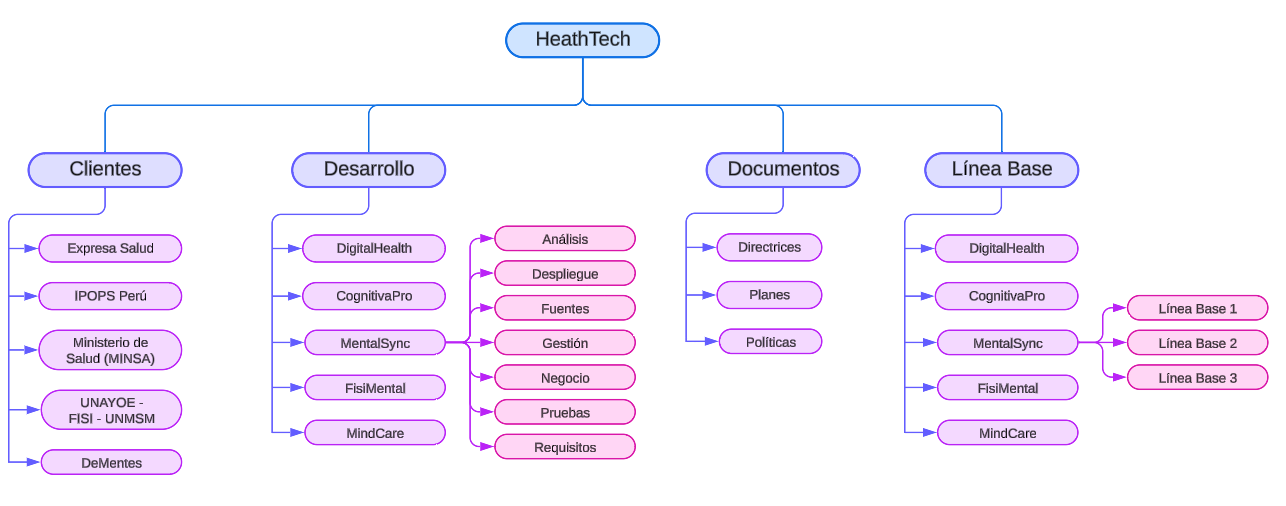 HeathTech
Clientes
Desarrollo
Documentos
Línea Base
Expresa Salud
IPOPS Perú
Ministerio de
Salud (MINSA)
UNAYOE -
FISI - UNMSM
DeMentes
DigitalHealth
CognitivaPro
MentalSync
FisiMental
MindCare
Análisis
Despliegue
Fuentes
Gestión
Negocio
Pruebas
Requisitos
Directrices
Planes
Políticas
DigitalHealth
CognitivaPro
MentalSync
FisiMental
MindCare
Línea Base 1
Línea Base 2
Línea Base 3